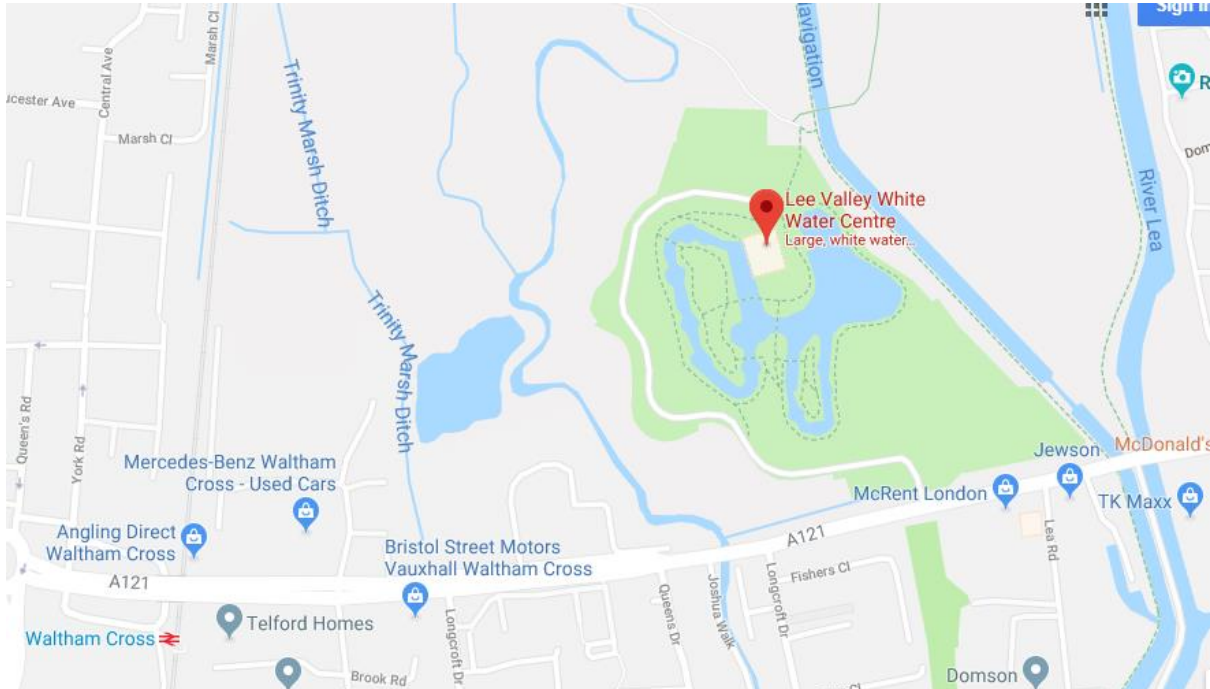 Sign in
Marsh Cl
Central Ave
Navigation
ucester Ave
Marsh Cl
Trinity Marsh Ditch
R
Dom
River Lea
Lee Valley White
Water Centre
Large, white water...
Trinity Marsh Ditch
Queen's Rd
York Rd
Mercedes-Benz Waltham
Cross - Used Cars
McDonald's
Jewson
McRent London
TK Maxx
Angling Direct
Waltham Cross
Bristol Street Motors
Vauxhall Waltham Cross
A121
Lea Rd
A121
Fishers Cl
Longcroft Dr
Joshua Walk
Queens Dr
Longcroft Dr
Telford Homes
Waltham Cross
Brook Rd
Domson